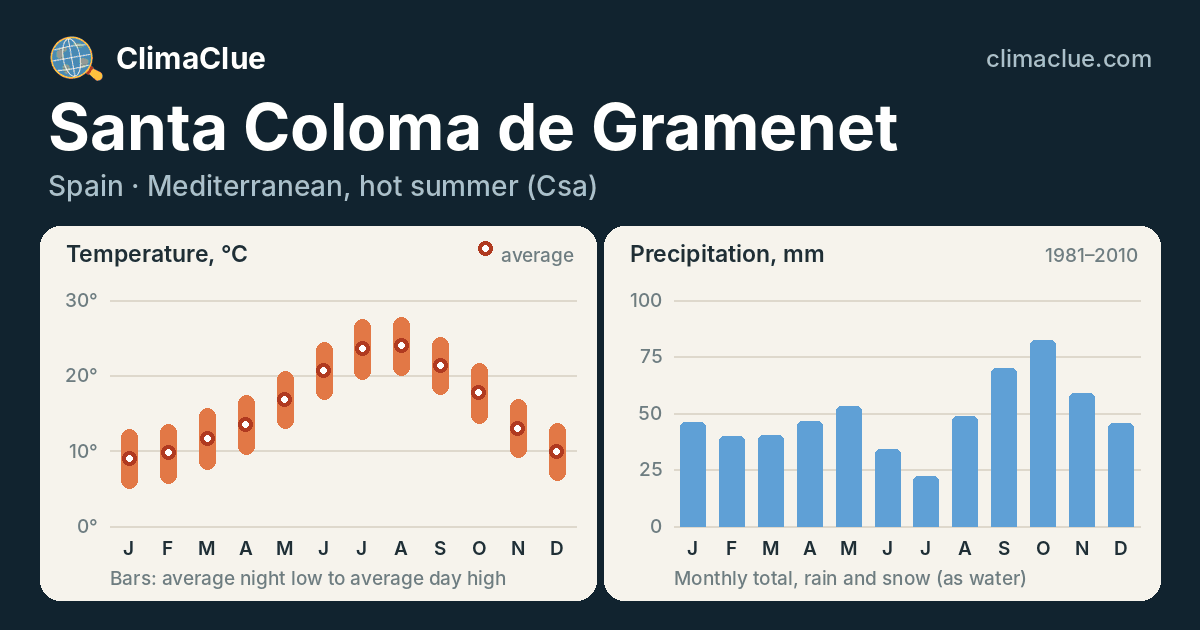 ClimaClue
climaclue.com
Santa Coloma de Gramenet
Spain · Mediterranean, hot summer (Csa)
Temperature, °C
average
30°
20°
10°
0°
J F M A M J J A S O N D
Bars: average night low to average day high
Precipitation, mm
1981–2010
100
75
50
25
0
J F M A M J J A S O N D
Monthly total, rain and snow (as water)